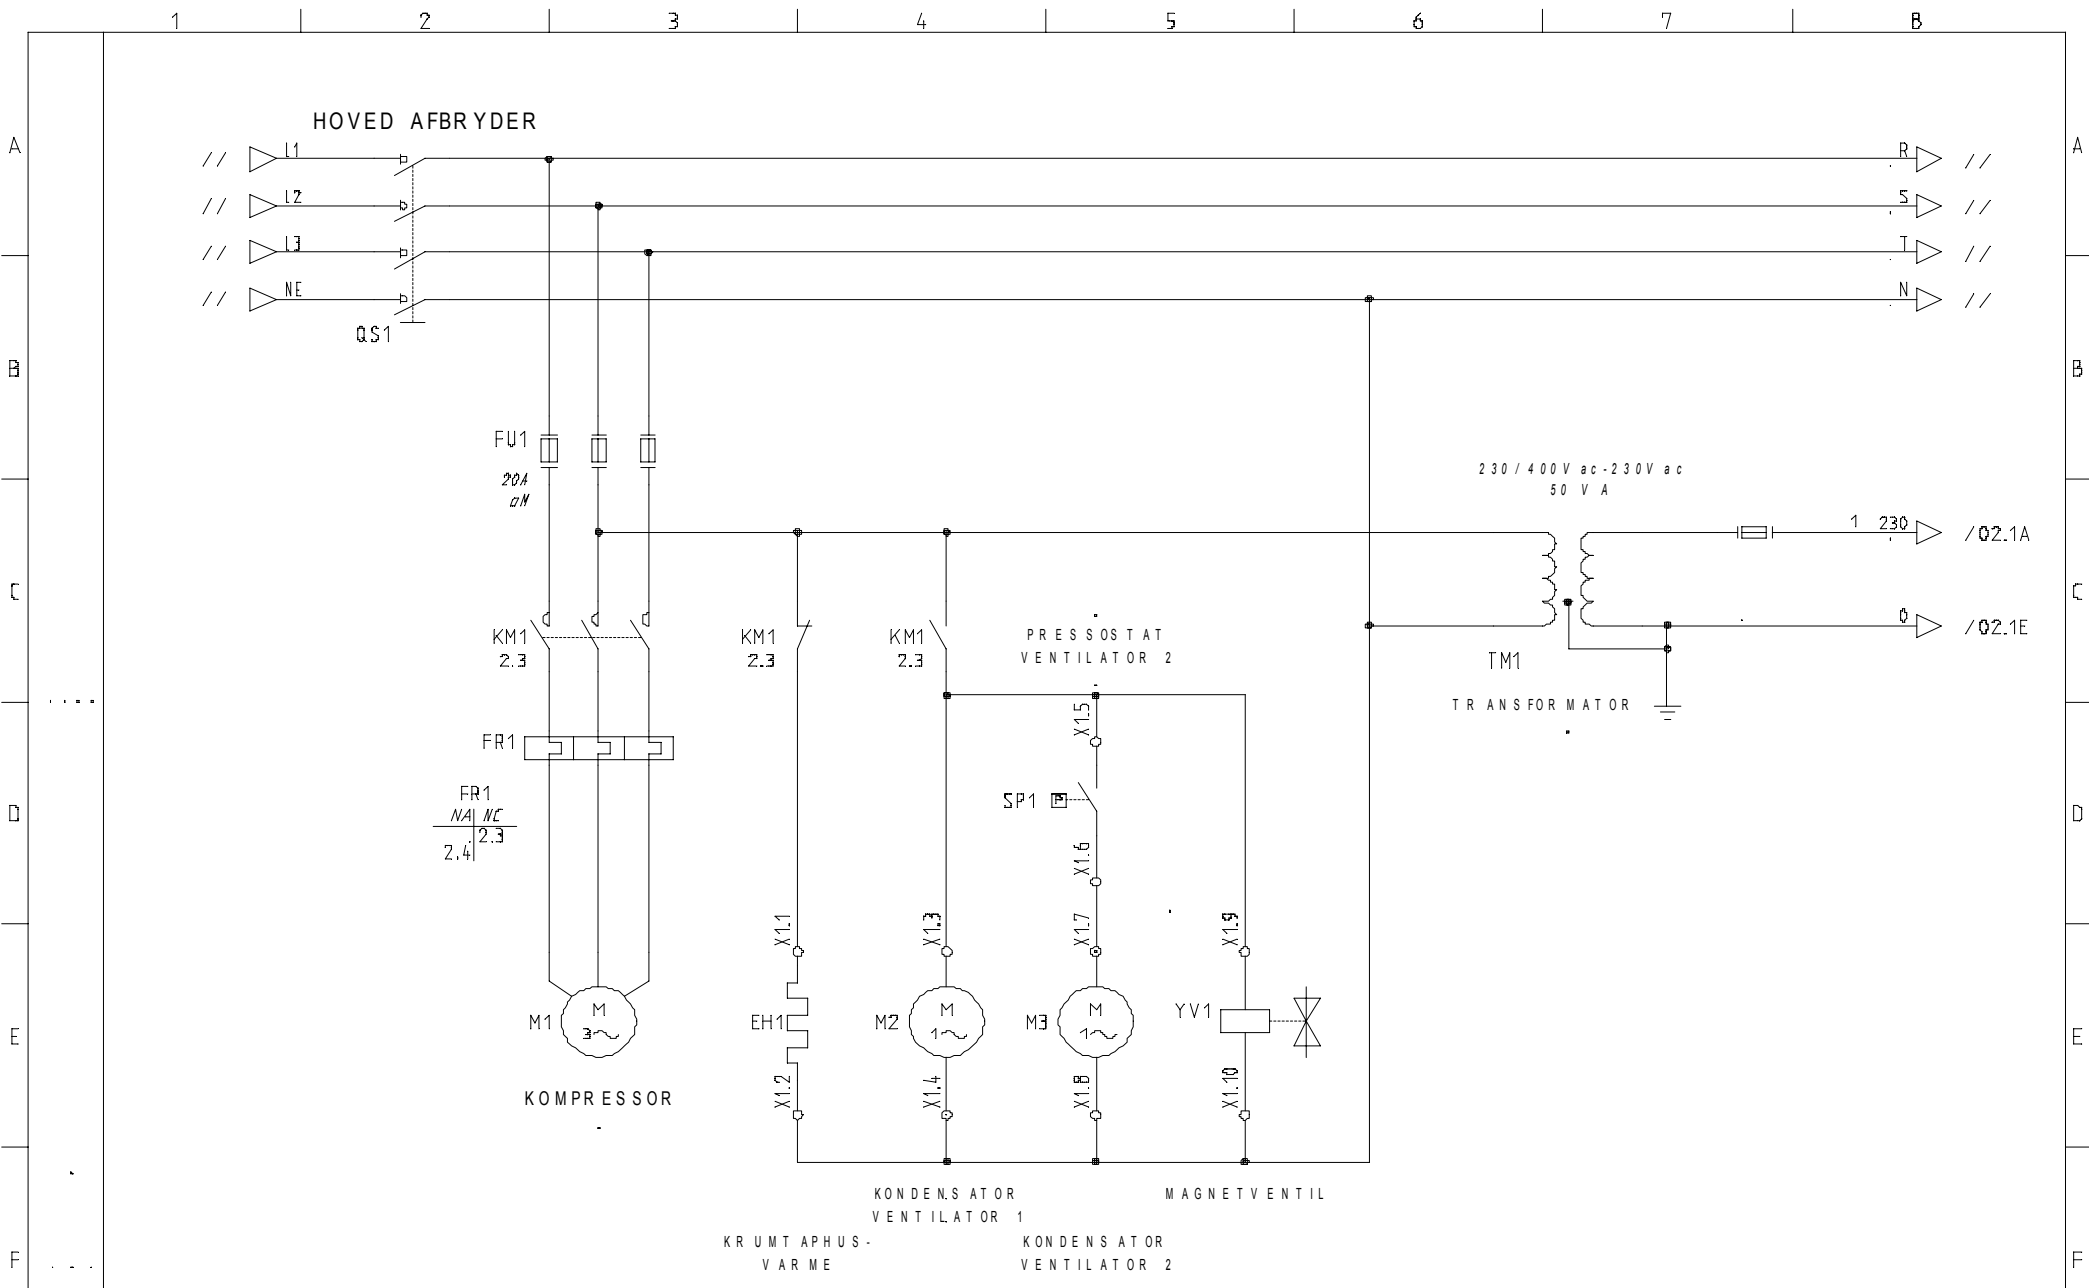 1 2 3 4 5 6 7 8
HOVED AFBRYDER
A // L1 R // A
// L2 S //
// L3 T //
// NE N //
QS1
B B
FU1
20A
aM
230/400Vac-230Vac
50 VA
1 230 /02.1A
C C
KM1 KM1 KM1
2.3 2.3 2.3
PRESSOSTAT
VENTILATOR 2
0 /02.1E
TM1
TRANSFORMATOR
X1.5
FR1
SP1 P
FR1
NA NC
2.4 2.3
D D
X1.6
X1.1 X1.3 X1.7 X1.9
M1 M 3~ EH1 M2 M 1~ M3 M 1~ YV1
E E
X1.2 X1.4 X1.8 X1.10
KOMPRESSOR
KONDENSATOR
VENTILATOR 1
MAGNETVENTIL
KRUMTAPHUS-
VARME
KONDENSATOR
VENTILATOR 2
F F